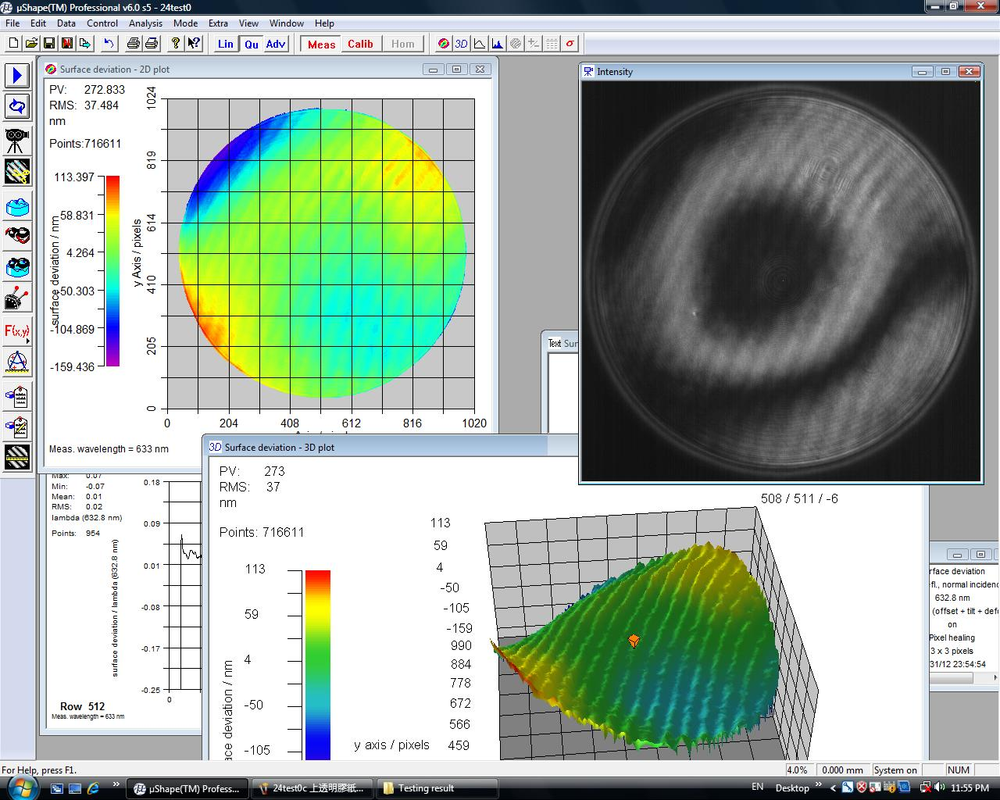 µShape(TM) Professional v6.0 s5 - 24test0
File Edit Data Control Analysis Mode Extra View Window Help
Lin Qu Adv Meas Calib Hom 3D σ
Surface deviation - 2D plot
PV: 272.833
RMS: 37.484
nm
Points:716611
113.397
58.831
4.264
-50.303
-104.869
-159.436
surface deviation / nm
y Axis / pixels
1024
819
614
410
205
0
0 204 408 612 816 1020
Meas. wavelength = 633 nm
F(x,y)
Intensity
Text Sur
Max: 0.07
Min: -0.07
Mean: 0.01
RMS: 0.02
lambda (632.8 nm)
Points: 954
surface deviation / lambda (632.8 nm)
0.18
0.09
0.01
-0.08
-0.17
-0.25
0
Row 512
Meas. wavelength = 633 nm
3D Surface deviation - 3D plot
PV: 273
RMS: 37
nm
Points: 716611
113
59
4
-50
-105
ace deviation / nm
113
59
4
-50
-105
-159
990
884
778
672
566
459
y axis / pixels
508 / 511 / -6
rface deviation
efl., normal incidenc
632.8 nm
(offset + tilt + def
on
Pixel healing
3 x 3 pixels
31/12 23:54:54
For Help, press F1.
4.0% 0.000 mm System on NUM
µShape(TM) Profess...
24test0c 上透明膠紙...
Testing result
EN Desktop
11:55 PM